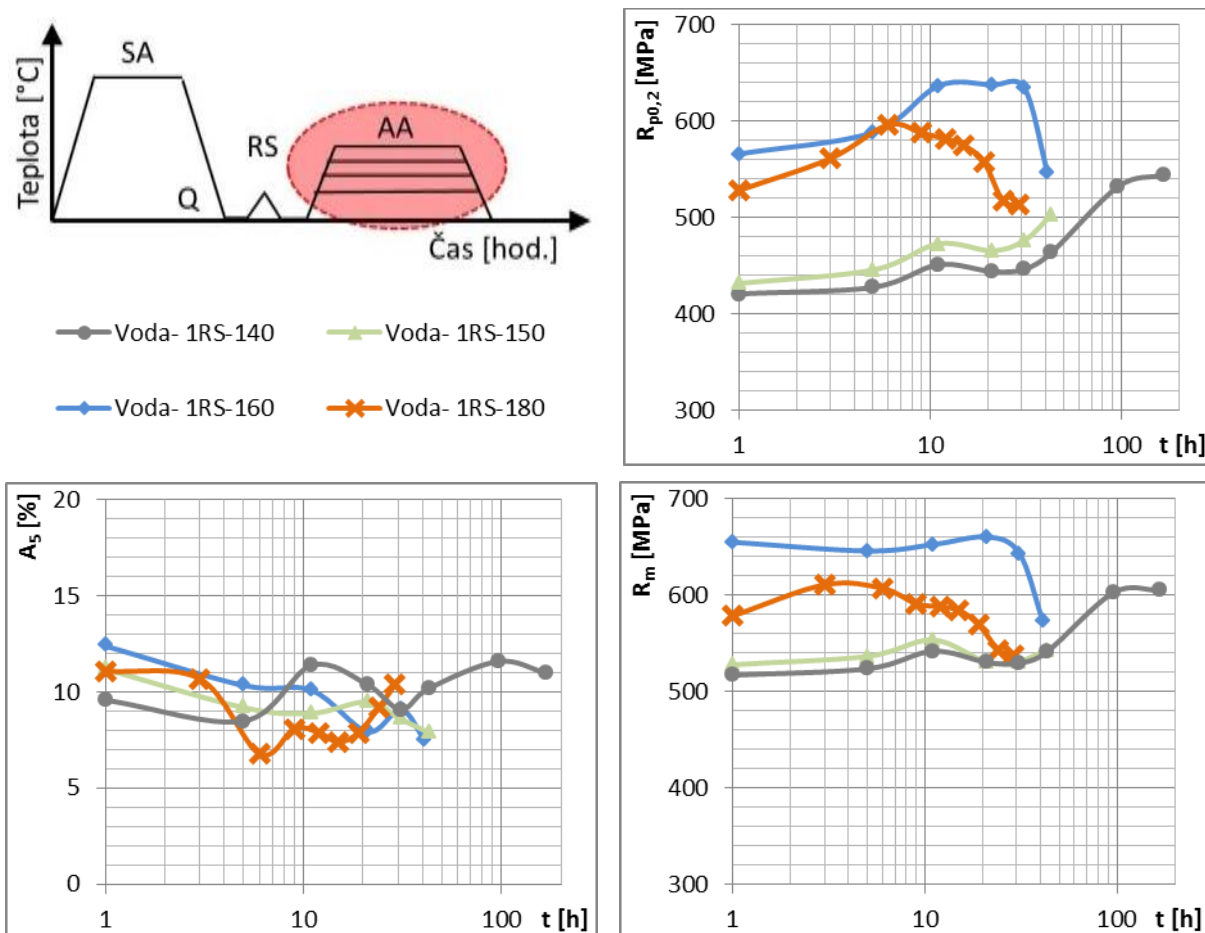 Teplota [°C]
SA
Q
RS
AA
Čas [hod.]
Voda- 1RS-140
Voda- 1RS-150
Voda- 1RS-160
Voda- 1RS-180
Rp0,2 [MPa]
700
600
500
400
300
1
10
100
t [h]
A5 [%]
20
15
10
5
0
1
10
100
t [h]
Rm [MPa]
700
600
500
400
300
1
10
100
t [h]